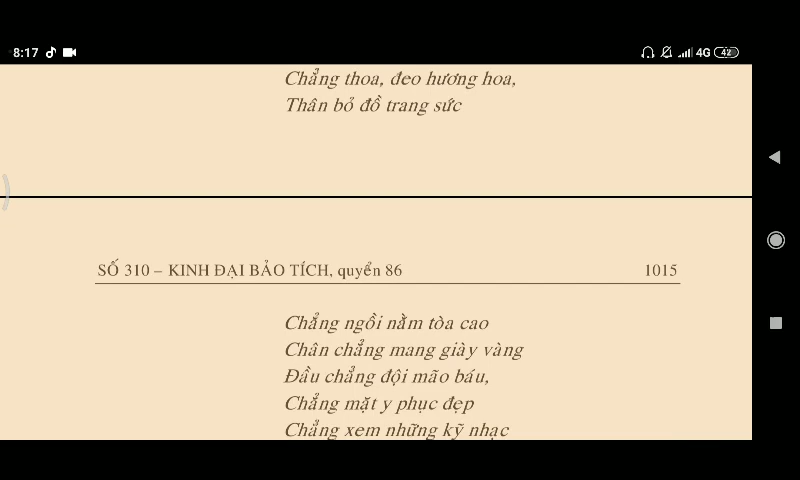 8:17
4G 42
Chẳng thoa, đeo hương hoa,
Thân bỏ đồ trang sức
SỐ 310 – KINH ĐẠI BẢO TÍCH, quyển 86 1015
Chẳng ngồi nằm tòa cao
Chân chẳng mang giày vàng
Đầu chẳng đội mão báu,
Chẳng mặt y phục đẹp
Chẳng xem những kỹ nhạc